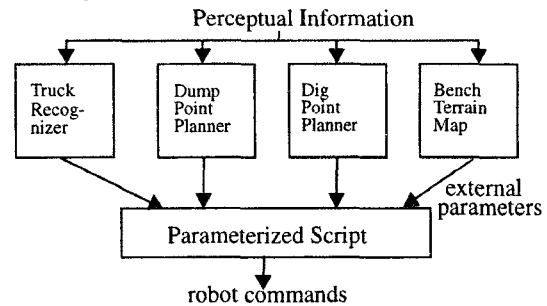 Perceptual Information
Truck
Recog-
nizer
Dump
Point
Planner
Dig
Point
Planner
Bench
Terrain
Map
external
parameters
Parameterized Script
robot commands